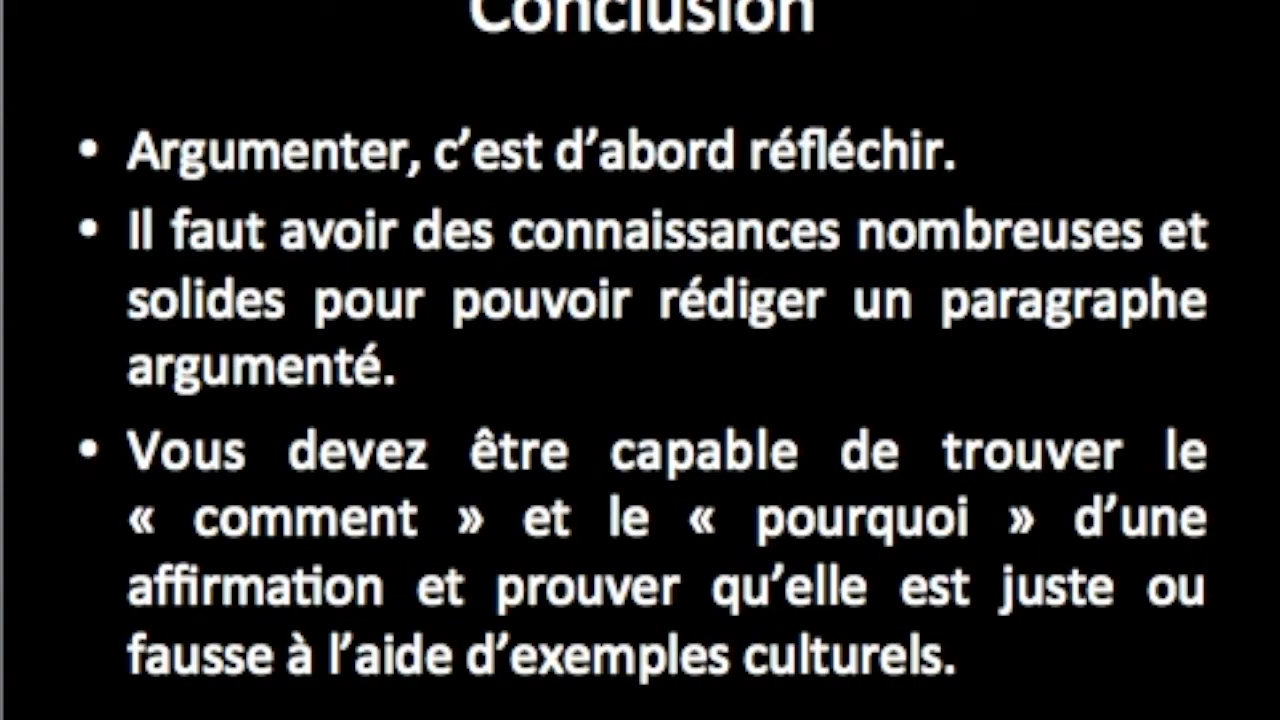 Conclusion
• Argumenter, c’est d’abord réfléchir.
• Il faut avoir des connaissances nombreuses et
solides pour pouvoir rédiger un paragraphe
argumenté.
• Vous devez être capable de trouver le
« comment » et le « pourquoi » d’une
affirmation et prouver qu’elle est juste ou
fausse à l’aide d’exemples culturels.